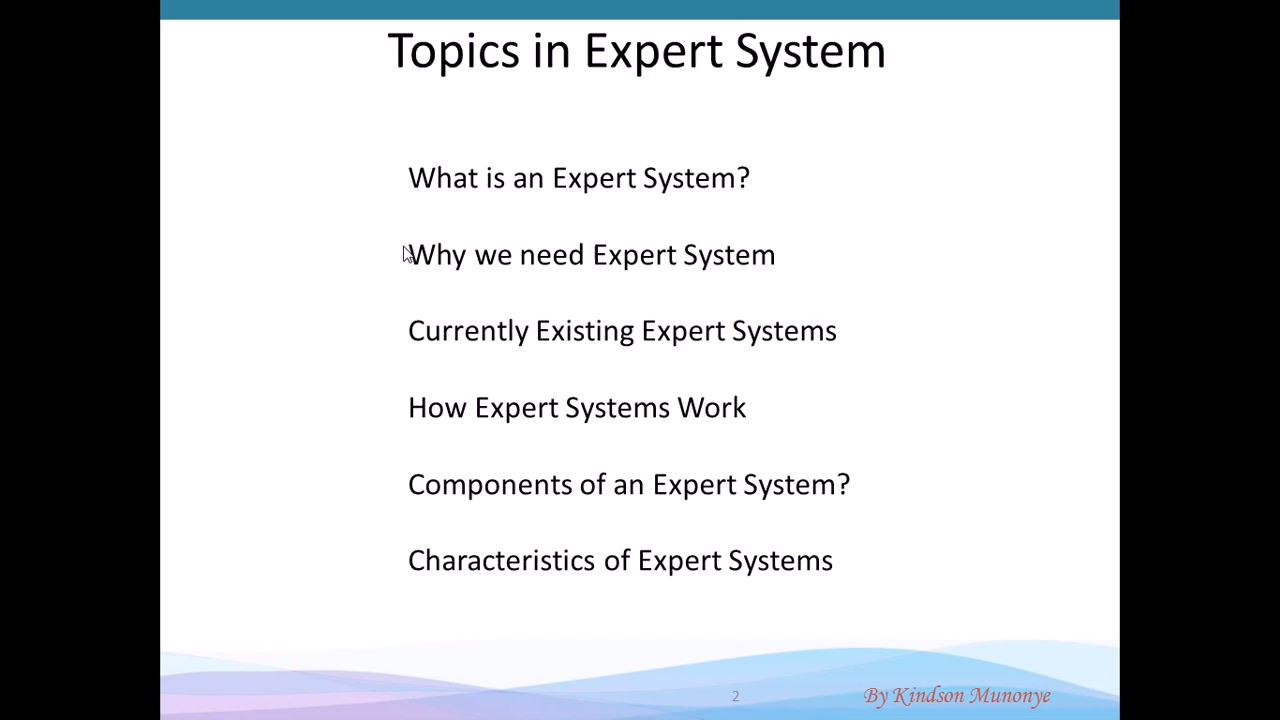 Topics in Expert System
What is an Expert System?
Why we need Expert System
Currently Existing Expert Systems
How Expert Systems Work
Components of an Expert System?
Characteristics of Expert Systems
2
By Kindson Munonye